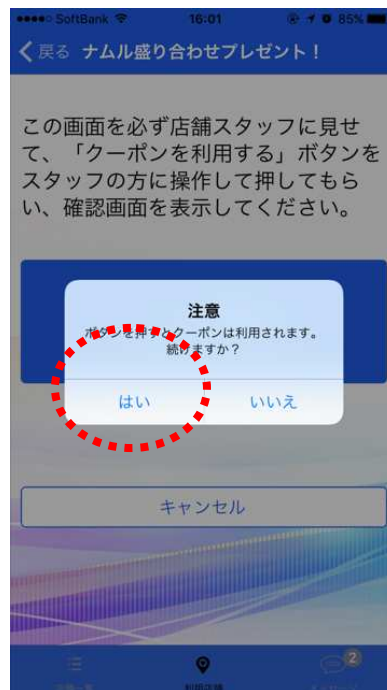 SoftBank 16:01 85%
戻る ナムル盛り合わせプレゼント！
この画面を必ず店舗スタッフに見せ
て、「クーポンを利用する」ボタンを
スタッフの方に操作して押してもら
い、確認画面を表示してください。
注意
ボタンを押すとクーポンは利用されます。
続けますか？
はい いいえ
キャンセル
2
利用店舗